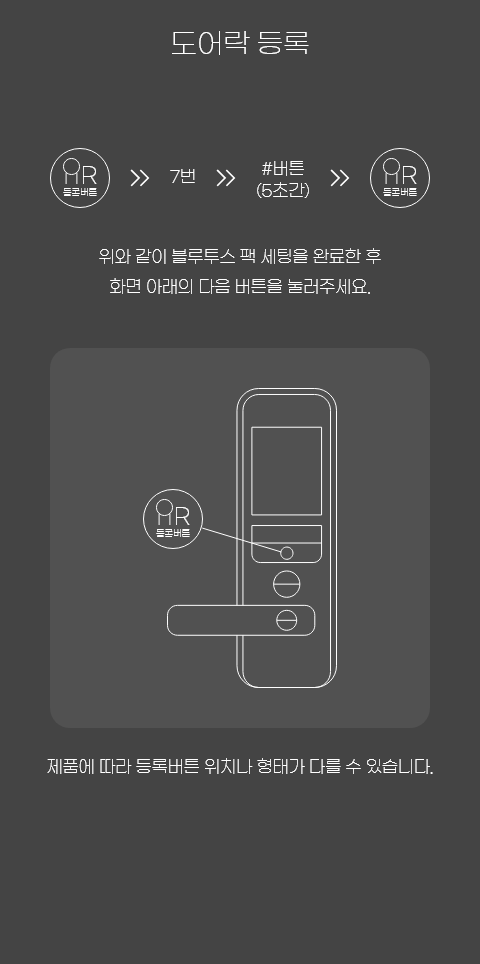 도어락 등록
R
등록버튼
7번
#버튼
(5초간)
R
등록버튼
위와 같이 블루투스 팩 세팅을 완료한 후
화면 아래의 다음 버튼을 눌러주세요.
R
등록버튼
제품에 따라 등록버튼 위치나 형태가 다를 수 있습니다.